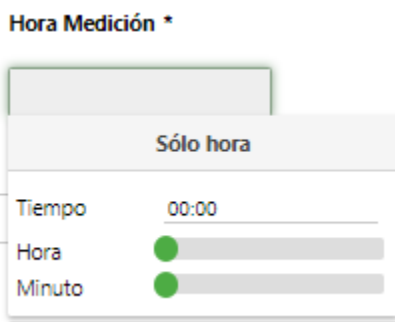 Hora Medición *
Sólo hora
Tiempo 00:00
Hora
Minuto